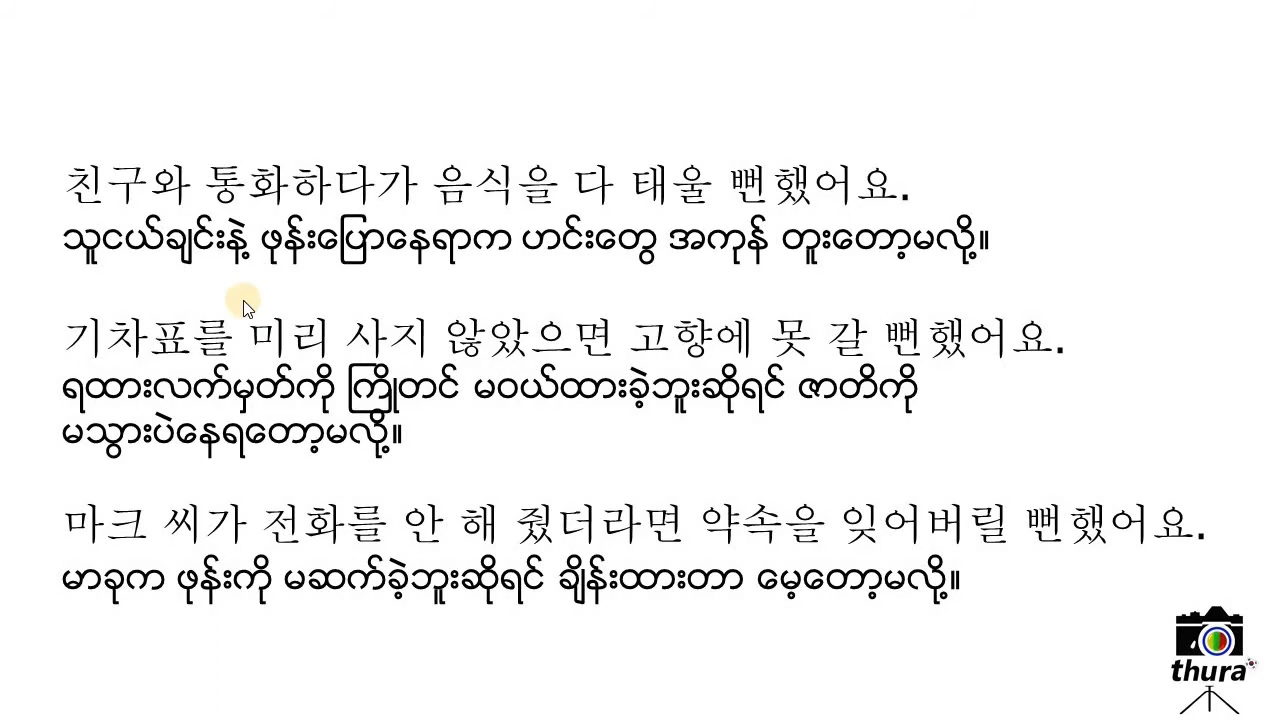 친구와 통화하다가 음식을 다 태울 뻔했어요.
သူငယ်ချင်းနဲ့ ဖုန်းပြောနေရာက ဟင်းတွေ အကုန် တူးတော့မလို့။
기차표를 미리 사지 않았으면 고향에 못 갈 뻔했어요.
ရထားလက်မှတ်ကို ကြိုတင် မဝယ်ထားခဲ့ဘူးဆိုရင် ဇာတိကို
မသွားပဲနေရတော့မလို့။
마크 씨가 전화를 안 해 줬더라면 약속을 잊어버릴 뻔했어요.
မာခုက ဖုန်းကို မဆက်ခဲ့ဘူးဆိုရင် ချိန်းထားတာ မေ့တော့မလို့။
thura